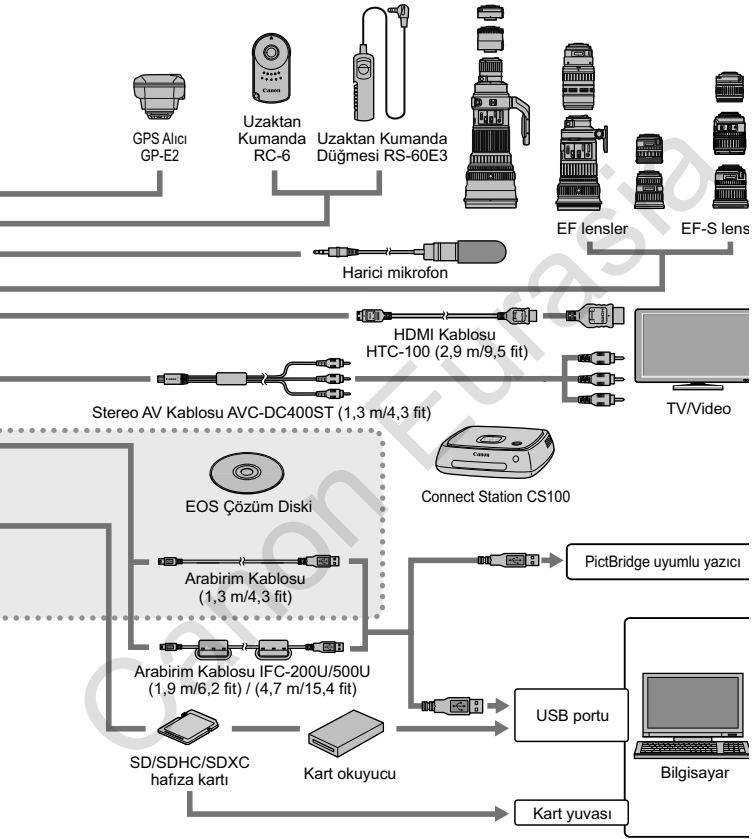 GPS Alıcı
GP-E2
Uzaktan
Kumanda
RC-6
Uzaktan Kumanda
Düğmesi RS-60E3
Canon
EF lensler
EF-S lens
Harici mikrofon
HDMI Kablosu
HTC-100 (2,9 m/9,5 fit)
Stereo AV Kablosu AVC-DC400ST (1,3 m/4,3 fit)
TV/Video
EOS Çözüm Diski
Canon
Connect Station CS100
Arabirim Kablosu
(1,3 m/4,3 fit)
PictBridge uyumlu yazıcı
Arabirim Kablosu IFC-200U/500U
(1,9 m/6,2 fit) / (4,7 m/15,4 fit)
USB portu
SD/SDHC/SDXC
hafıza kartı
Kart okuyucu
Bilgisayar
Kart yuvası
Canon Eurasia